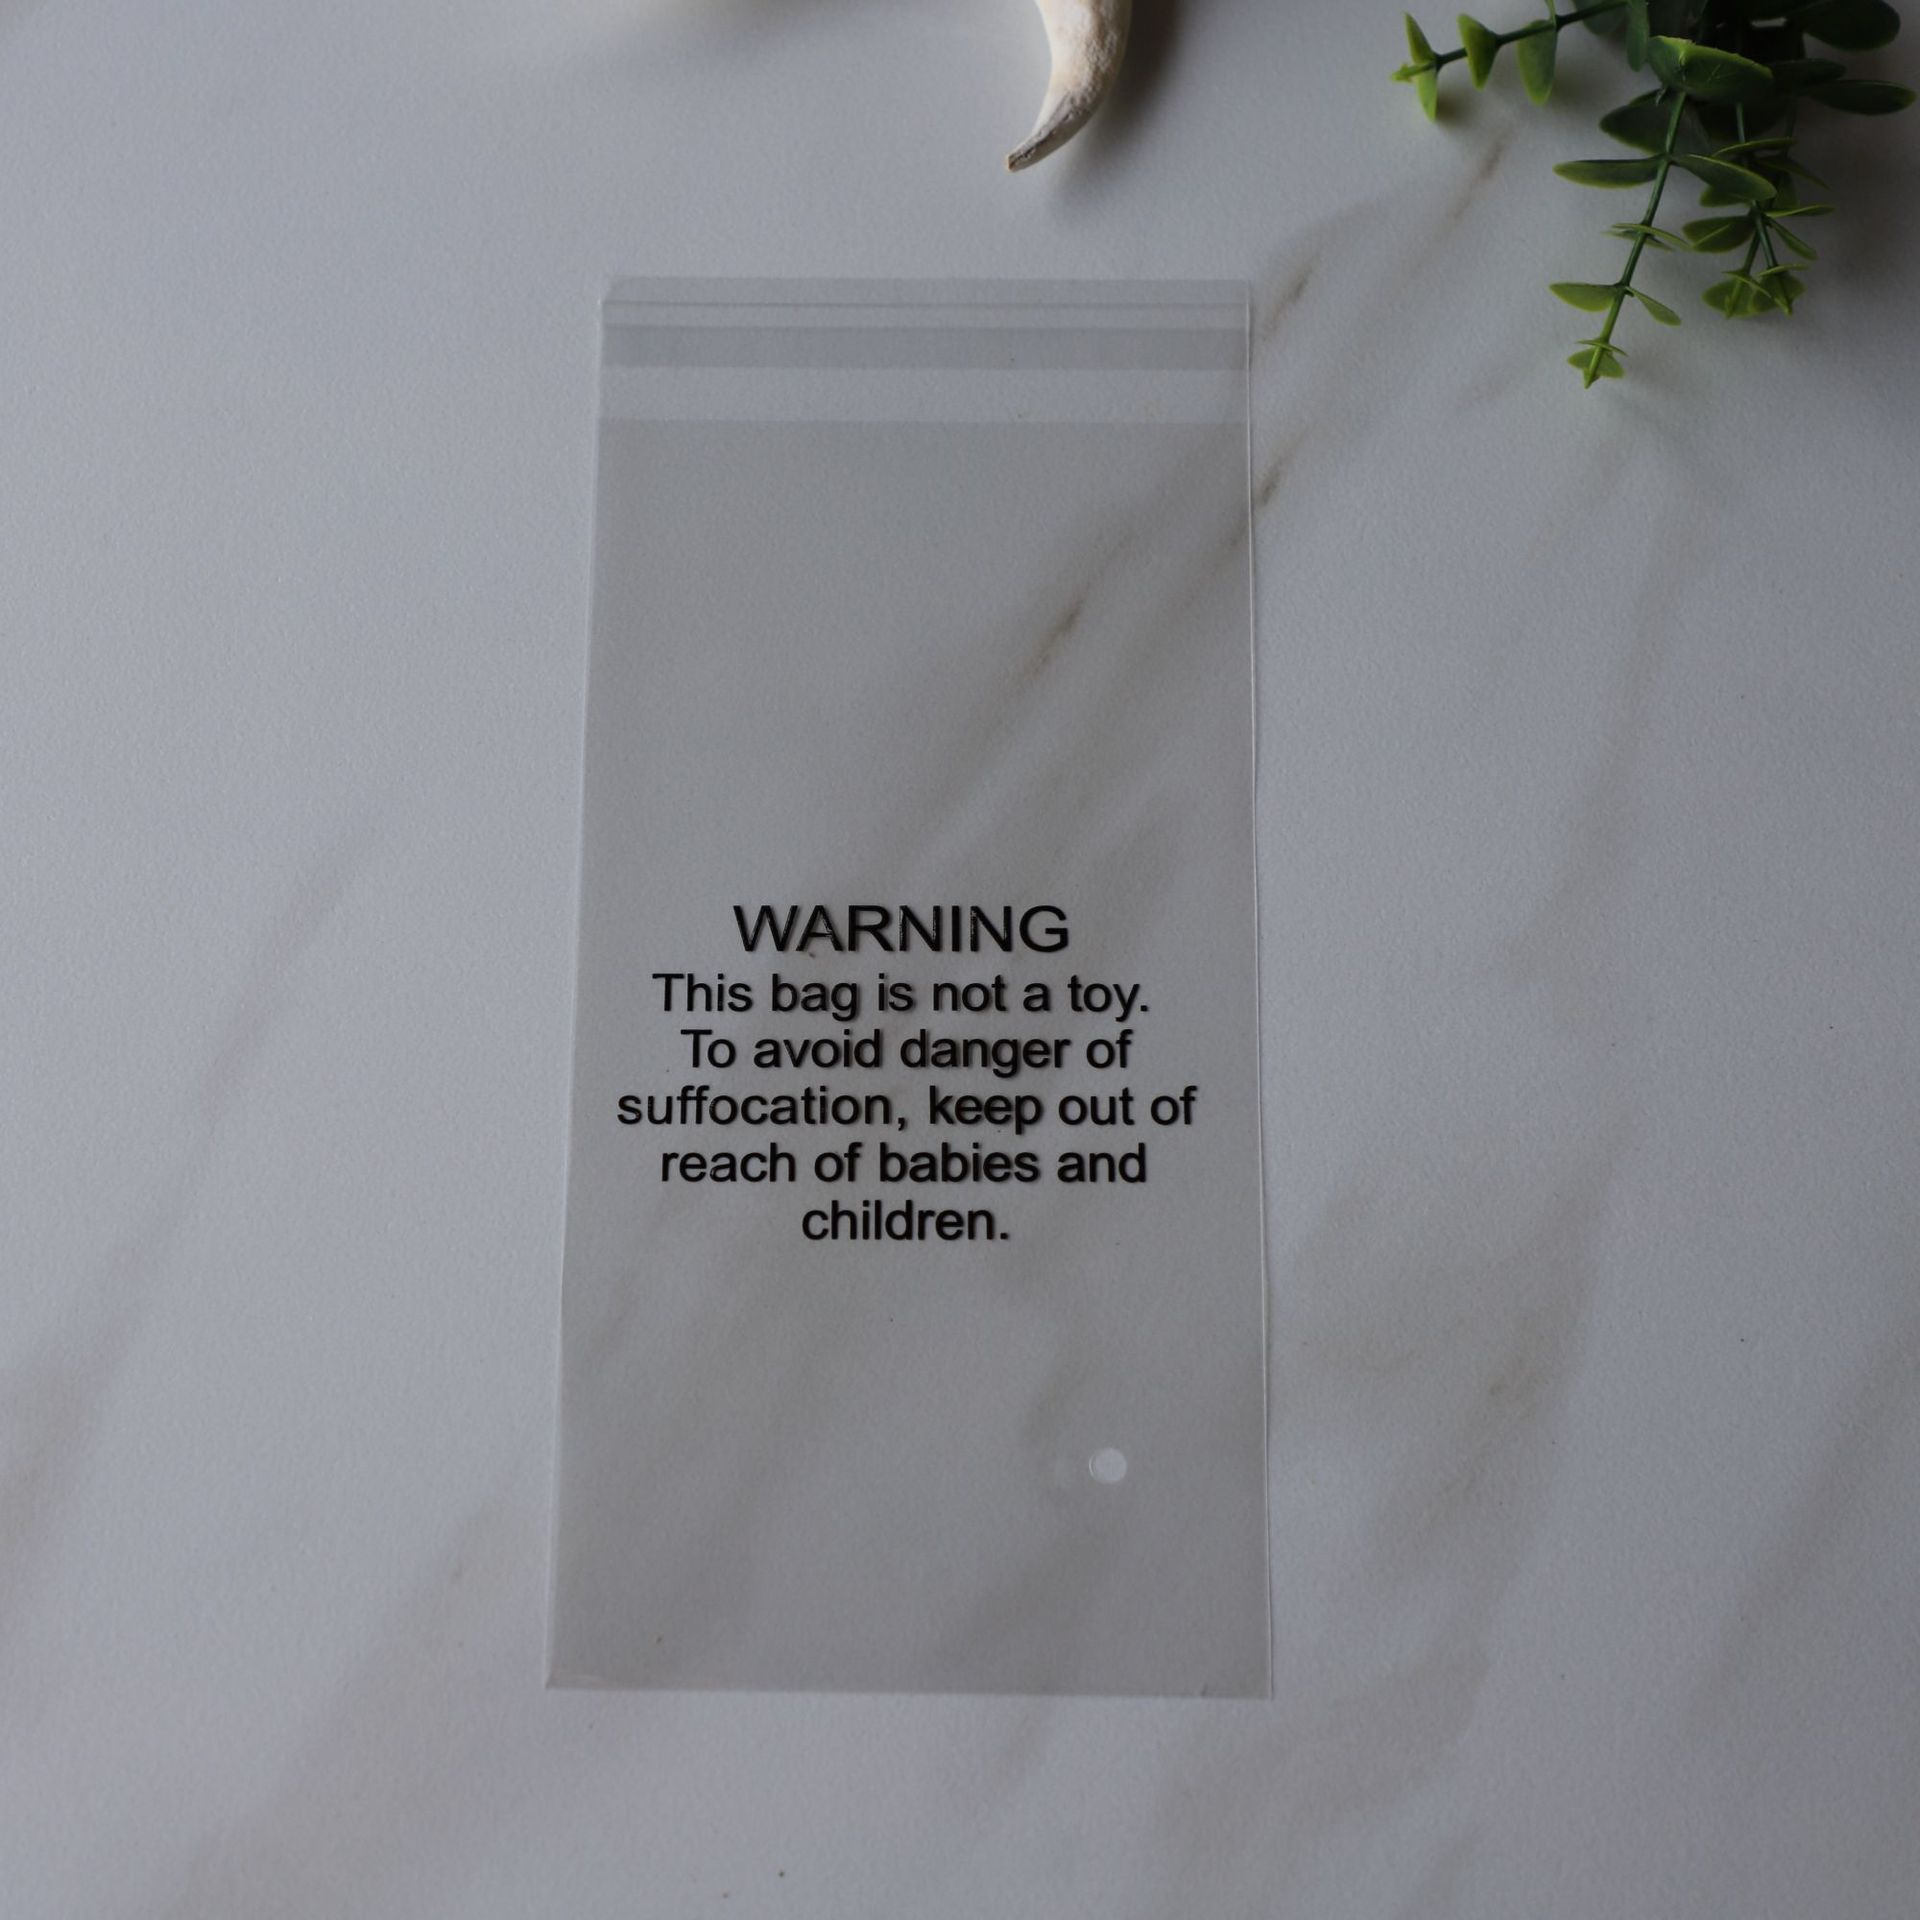 WARNING
This bag is not a toy.
To avoid danger of
suffocation, keep out of
reach of babies and
children.